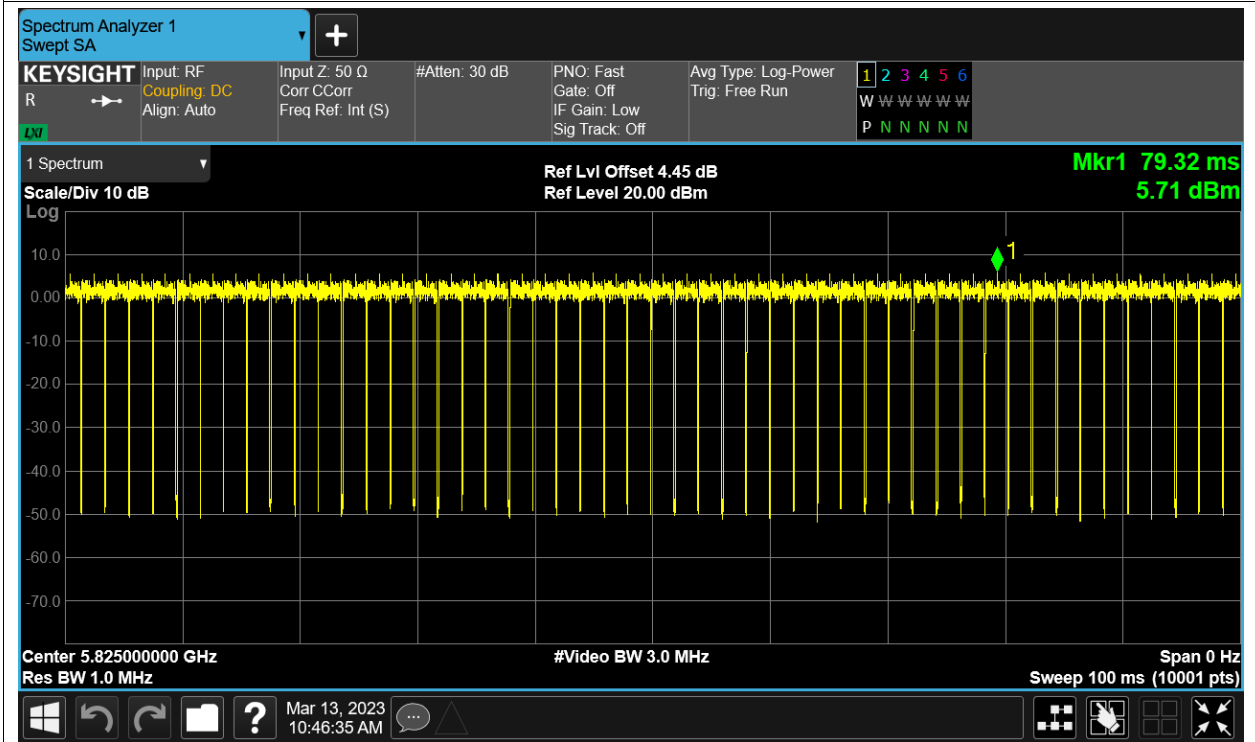 Spectrum Analyzer 1
Swept SA
KEYSIGHT
R
LXI
Input: RF
Coupling: DC
Align: Auto
Input Z: 50 Ω
Corr CCorr
Freq Ref: Int (S)
#Atten: 30 dB
PNO: Fast
Gate: Off
IF Gain: Low
Sig Track: Off
Avg Type: Log-Power
Trig: Free Run
1 2 3 4 5 6
W W W W W W
P N N N N N
1 Spectrum
Scale/Div 10 dB
Ref Lvl Offset 4.45 dB
Ref Level 20.00 dBm
Mkr1 79.32 ms
5.71 dBm
Log
1
10.0
0.00
-10.0
-20.0
-30.0
-40.0
-50.0
-60.0
-70.0
Center 5.825000000 GHz
Res BW 1.0 MHz
#Video BW 3.0 MHz
Span 0 Hz
Sweep 100 ms (10001 pts)
?
Mar 13, 2023
10:46:35 AM